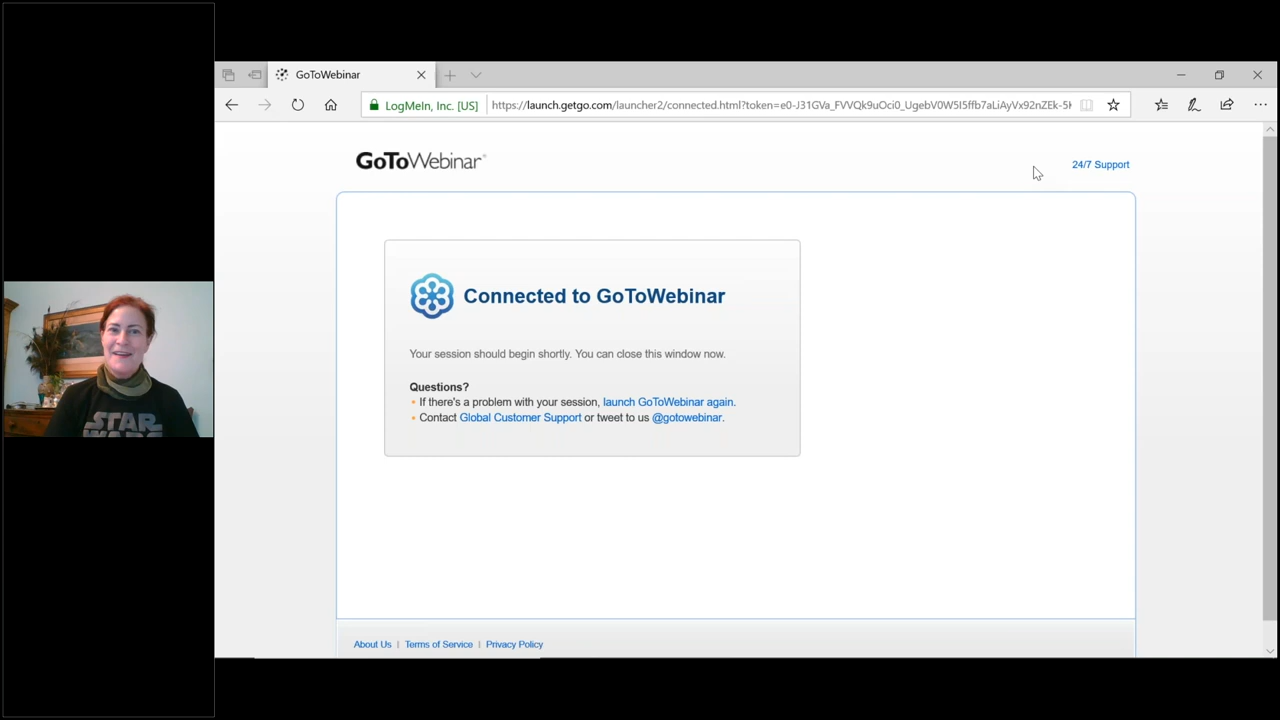 GoToWebinar
LogMeIn, Inc. [US]
https://launch.getgo.com/launcher2/connected.html?token=e0-J31GVa_FVVQk9uOci0_UgebV0W5I5ffb7aLiAyVx92nZEk-5H
GoToWebinar
24/7 Support
Connected to GoToWebinar
Your session should begin shortly. You can close this window now.
Questions?
If there's a problem with your session, launch GoToWebinar again.
Contact Global Customer Support or tweet to us @gotowebinar.
STAR
WARS
About Us | Terms of Service | Privacy Policy